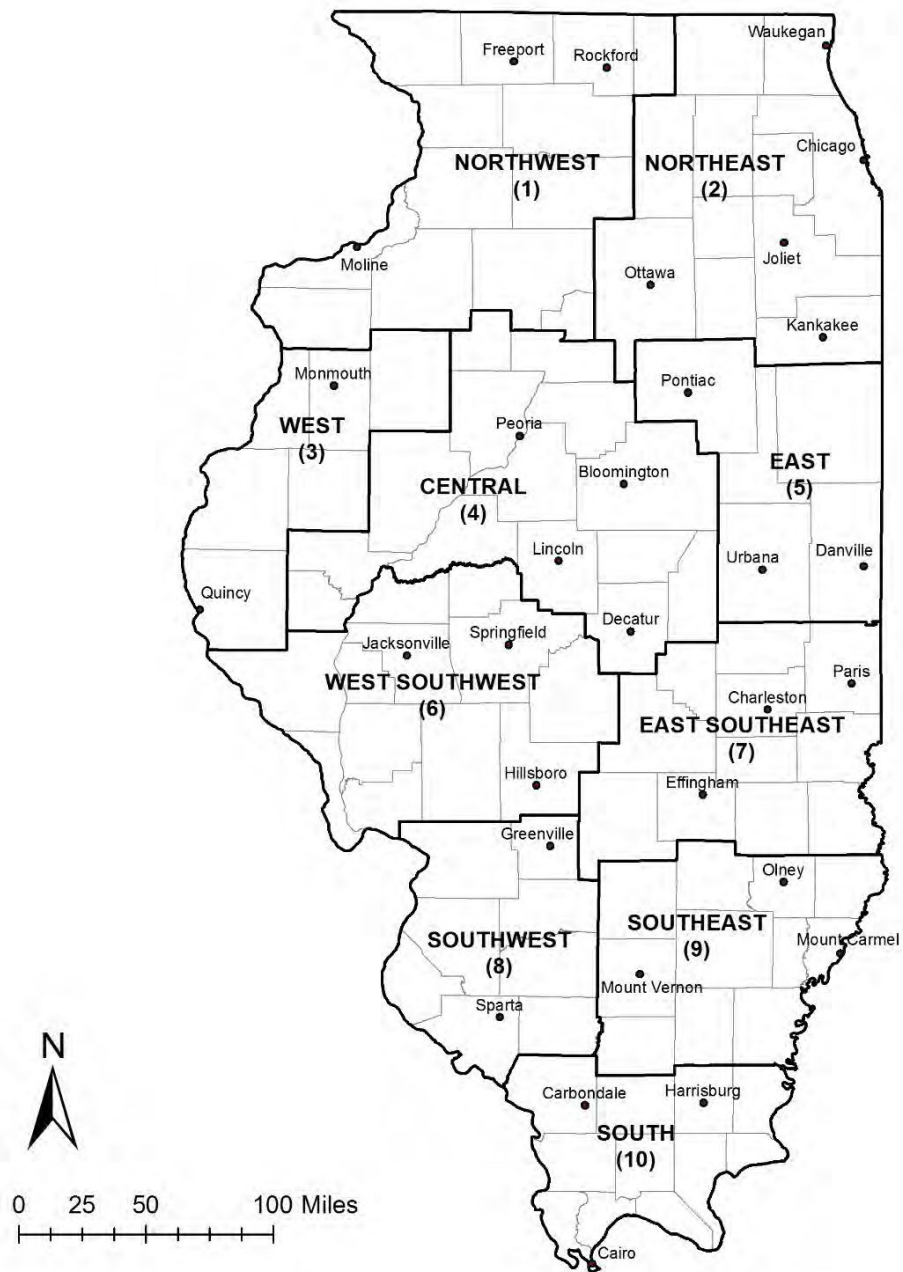 Waukegan
Freeport
Rockford
Chicago
NORTHWEST
(1)
NORTHEAST
(2)
Moline
Joliet
Ottawa
Kankakee
Monmouth
Pontiac
WEST
(3)
Peoria
CENTRAL
(4)
Bloomington
EAST
(5)
Lincoln
Urbana
Danville
Quincy
Decatur
Jacksonville
Springfield
WEST SOUTHWEST
(6)
Paris
Charleston
EAST SOUTHEAST
(7)
Hillsboro
Effingham
Greenville
Olney
SOUTHWEST
(8)
SOUTHEAST
(9)
Mount Carmel
Mount Vernon
Sparta
N
Carbondale
Harrisburg
SOUTH
(10)
0 25 50 100 Miles
Cairo